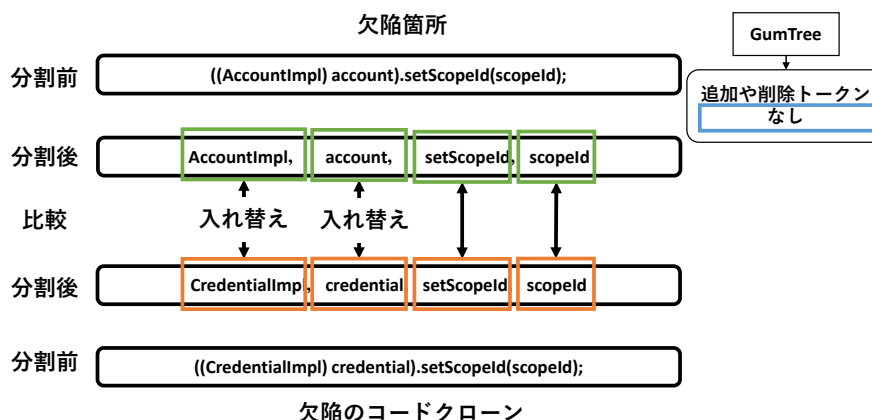 欠陥箇所
GumTree
分割前
((AccountImpl) account).setScopeId(scopeId);
追加や削除トークン
なし
分割後
AccountImpl, account, setScopeId, scopeId
比較
入れ替え 入れ替え
分割後
CredentialImpl, credential setScopeId, scopeId
分割前
((CredentialImpl) credential).setScopeId(scopeId);
欠陥のコードクローン